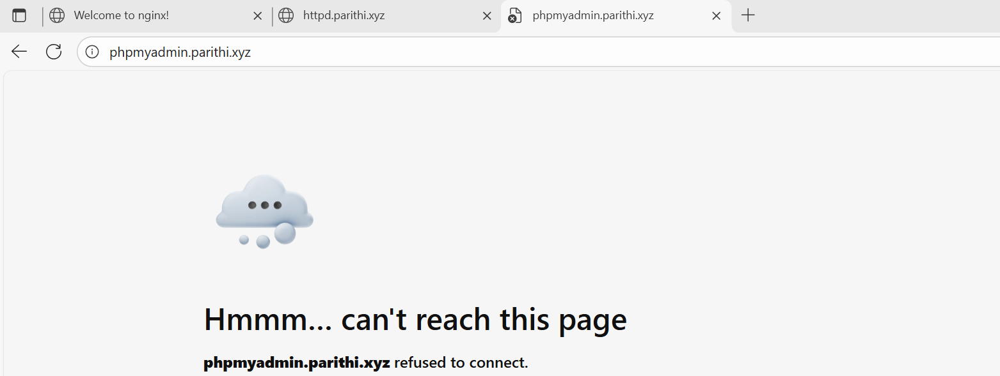 Welcome to nginx!
httpd.parithi.xyz
phpmyadmin.parithi.xyz
phpmyadmin.parithi.xyz
Hmmm... can't reach this page
phpmyadmin.parithi.xyz refused to connect.